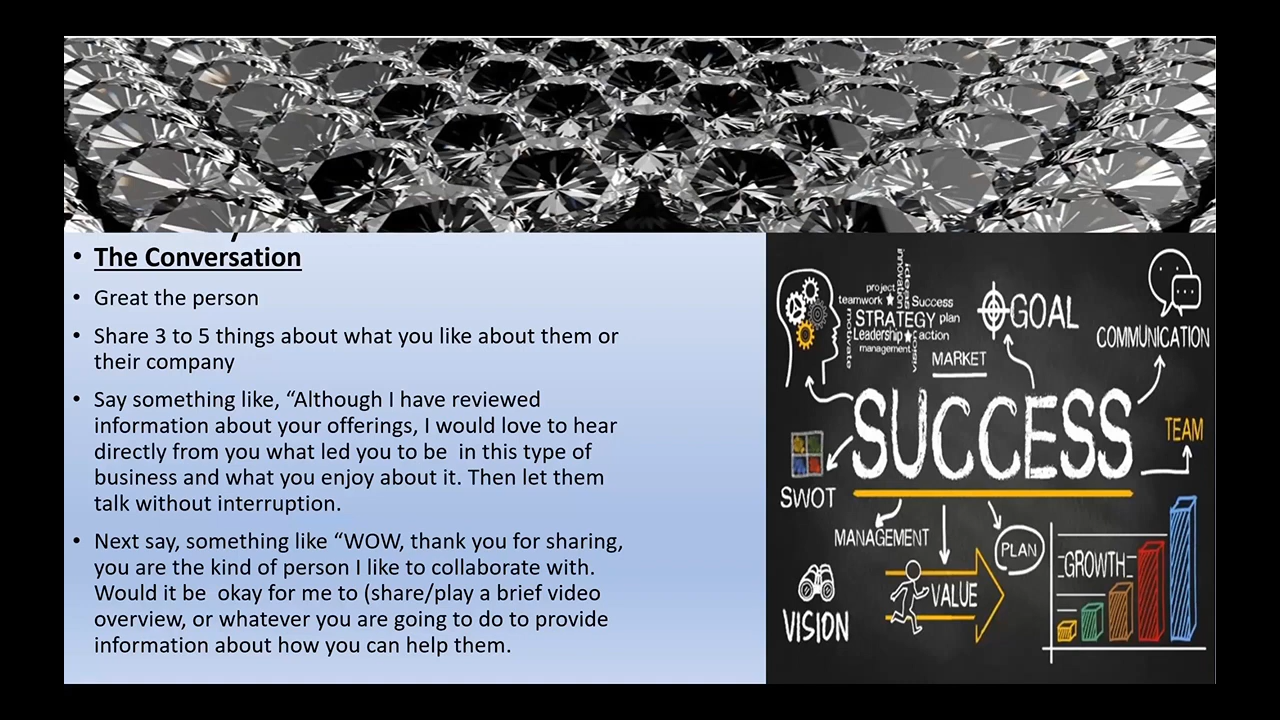 • The Conversation
• Great the person
• Share 3 to 5 things about what you like about them or
their company
• Say something like, “Although I have reviewed
information about your offerings, I would love to hear
directly from you what led you to be  in this type of
business and what you enjoy about it. Then let them
talk without interruption.
• Next say, something like “WOW, thank you for sharing,
you are the kind of person I like to collaborate with.
Would it be  okay for me to (share/play a brief video
overview, or whatever you are going to do to provide
information about how you can help them.
innovation
ideas
project
teamwork
Success
STRATEGY plan
Leadership
action
management
motivate
MARKET
GOAL
COMMUNICATION
SUCCESS
TEAM
SWOT
MANAGEMENT
PLAN
GROWTH
VALUE
VISION